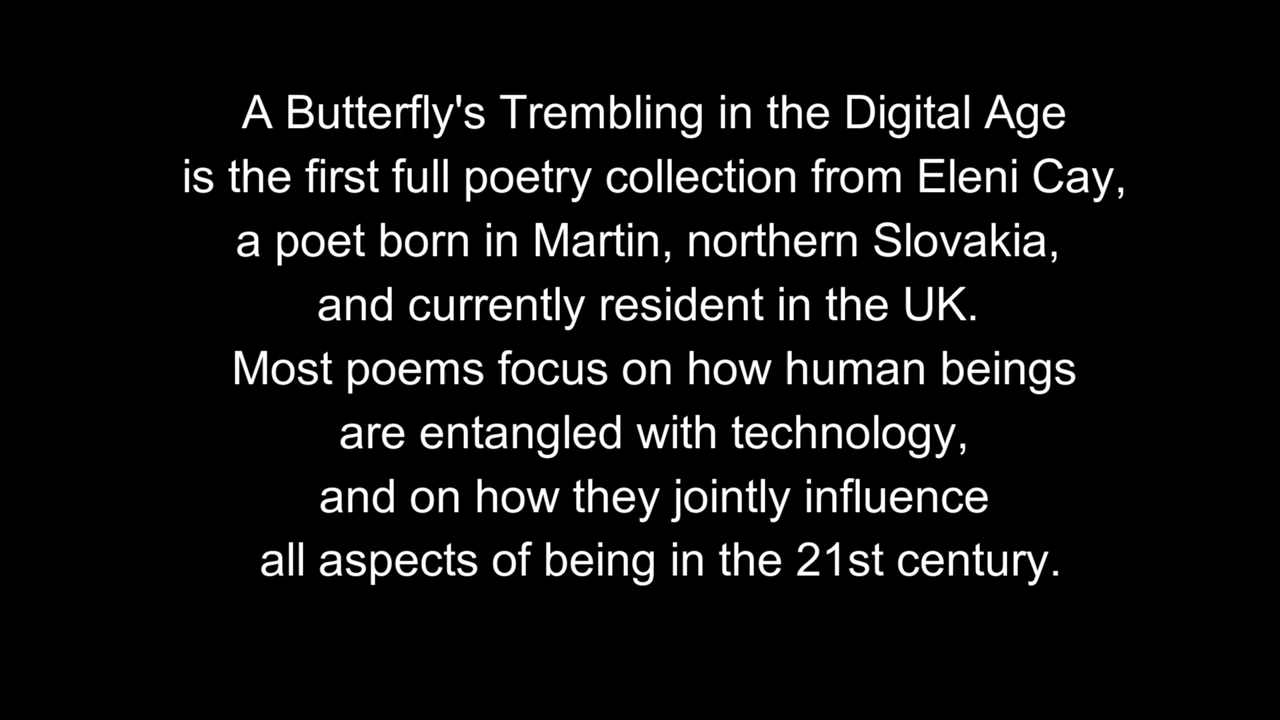 A Butterfly's Trembling in the Digital Age
is the first full poetry collection from Eleni Cay,
a poet born in Martin, northern Slovakia,
and currently resident in the UK.
Most poems focus on how human beings
are entangled with technology,
and on how they jointly influence
all aspects of being in the 21st century.